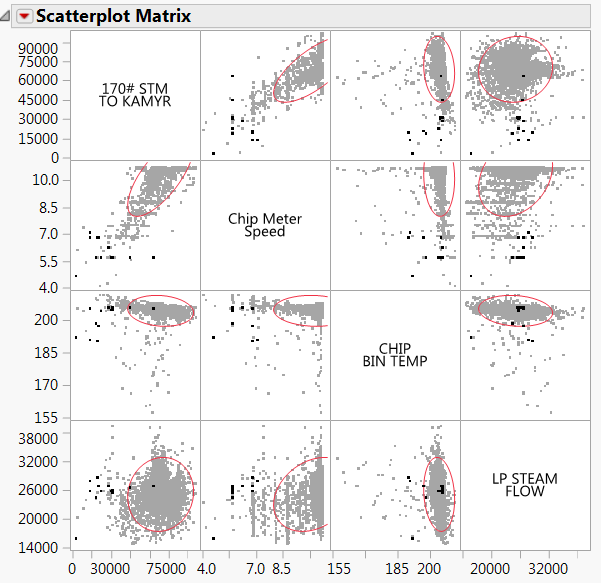 Scatterplot Matrix
90000
75000
60000
45000
30000
15000
0
170# STM
TO KAMYR
10.0
8.5
7.0
5.5
4.0
Chip Meter
Speed
200
185
170
155
CHIP
BIN TEMP
38000
32000
26000
20000
14000
LP STEAM
FLOW
0 30000 75000 4.0 7.0 8.5 155 185 200 20000 32000